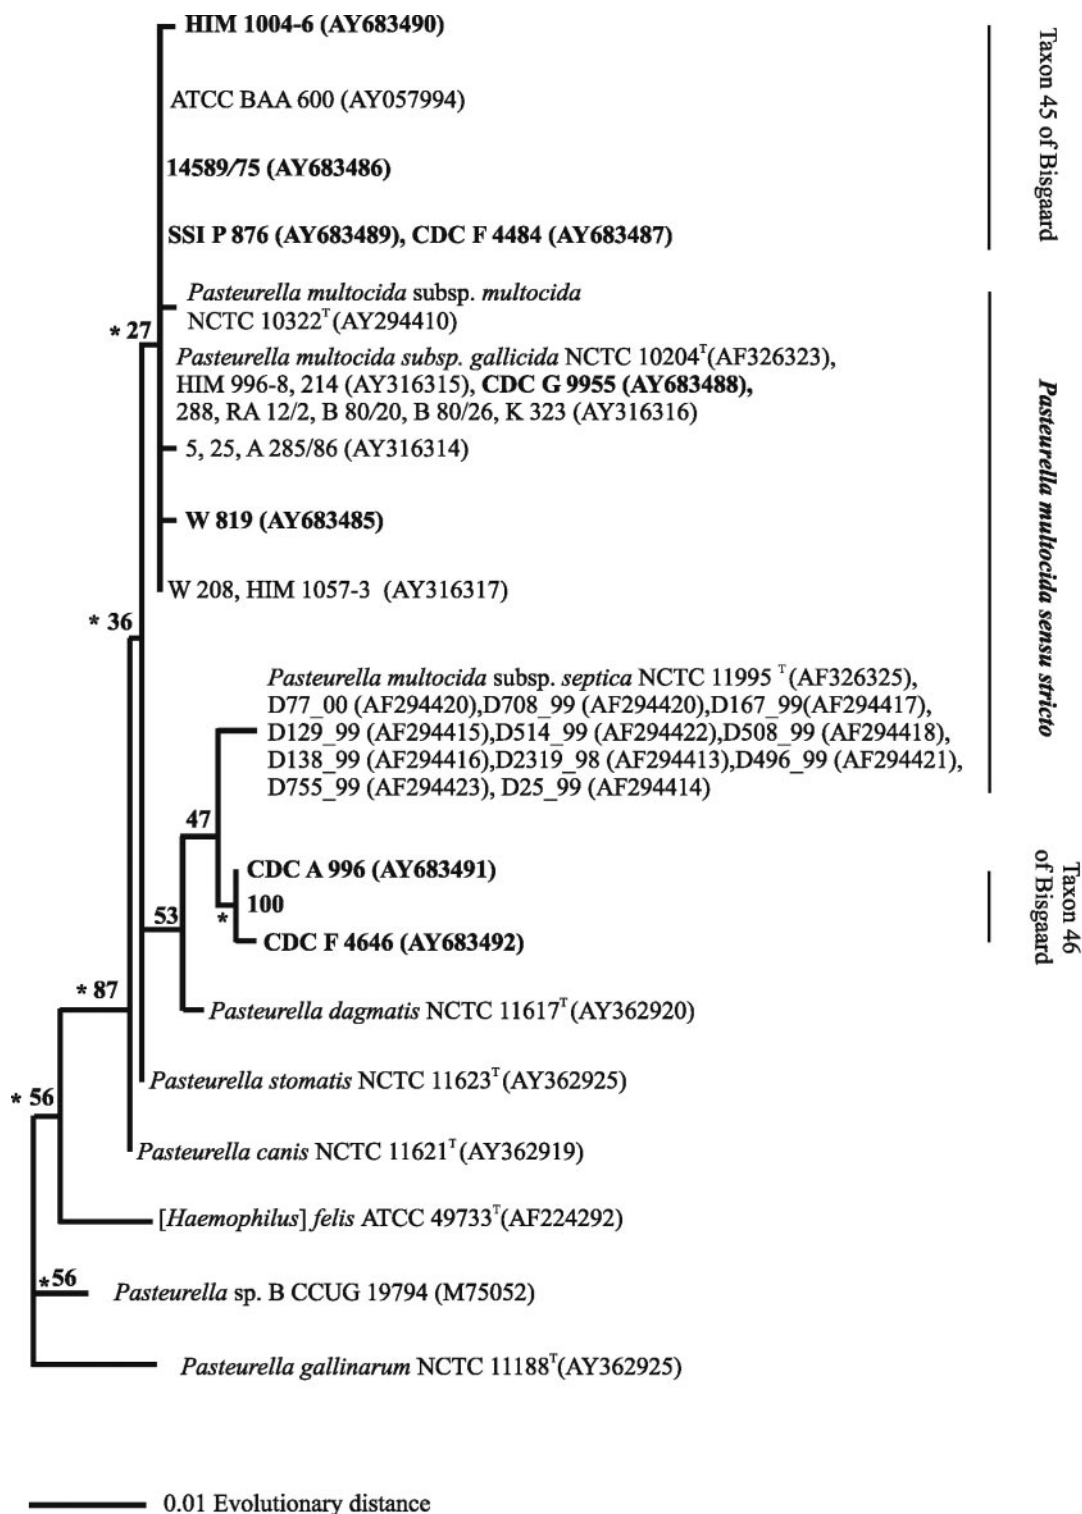 HIM 1004-6 (AY683490)
ATCC BAA 600 (AY057994)
14589/75 (AY683486)
SSI P 876 (AY683489), CDC F 4484 (AY683487)
Taxon 45 of Bisgaard
Pasteurella multocida subsp. multocida
NCTC 10322T(AY294410)
* 27
Pasteurella multocida subsp. gallicida NCTC 10204T(AF326323),
HIM 996-8, 214 (AY316315), CDC G 9955 (AY683488),
288, RA 12/2, B 80/20, B 80/26, K 323 (AY316316)
5, 25, A 285/86 (AY316314)
W 819 (AY683485)
W 208, HIM 1057-3 (AY316317)
* 36
Pasteurella multocida sensu stricto
Pasteurella multocida subsp. septica NCTC 11995 T(AF326325),
D77_00 (AF294420),D708_99 (AF294420),D167_99(AF294417),
D129_99 (AF294415),D514_99 (AF294422),D508_99 (AF294418),
D138_99 (AF294416),D2319_98 (AF294413),D496_99 (AF294421),
D755_99 (AF294423), D25_99 (AF294414)
47
CDC A 996 (AY683491)
100
*
53
CDC F 4646 (AY683492)
Taxon 46
of Bisgaard
* 87
Pasteurella dagmatis NCTC 11617T(AY362920)
Pasteurella stomatis NCTC 11623T(AY362925)
* 56
Pasteurella canis NCTC 11621T(AY362919)
[Haemophilus] felis ATCC 49733T(AF224292)
*56
Pasteurella sp. B CCUG 19794 (M75052)
Pasteurella gallinarum NCTC 11188T(AY362925)
0.01 Evolutionary distance